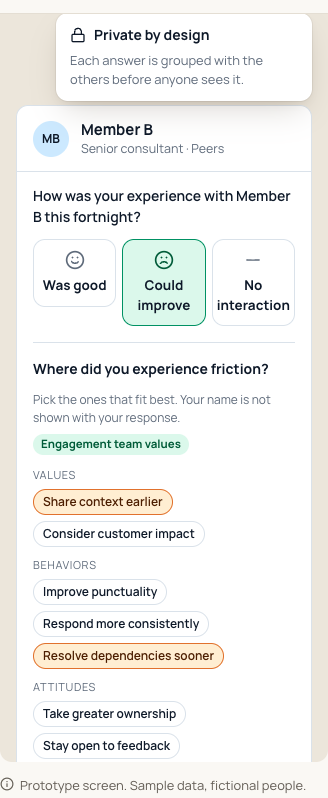 Private by design
Each answer is grouped with the
others before anyone sees it.
MB
Member B
Senior consultant · Peers
How was your experience with Member
B this fortnight?
Was good
Could
improve
No
interaction
Where did you experience friction?
Pick the ones that fit best. Your name is not
shown with your response.
Engagement team values
VALUES
Share context earlier
Consider customer impact
BEHAVIORS
Improve punctuality
Respond more consistently
Resolve dependencies sooner
ATTITUDES
Take greater ownership
Stay open to feedback
Prototype screen. Sample data, fictional people.